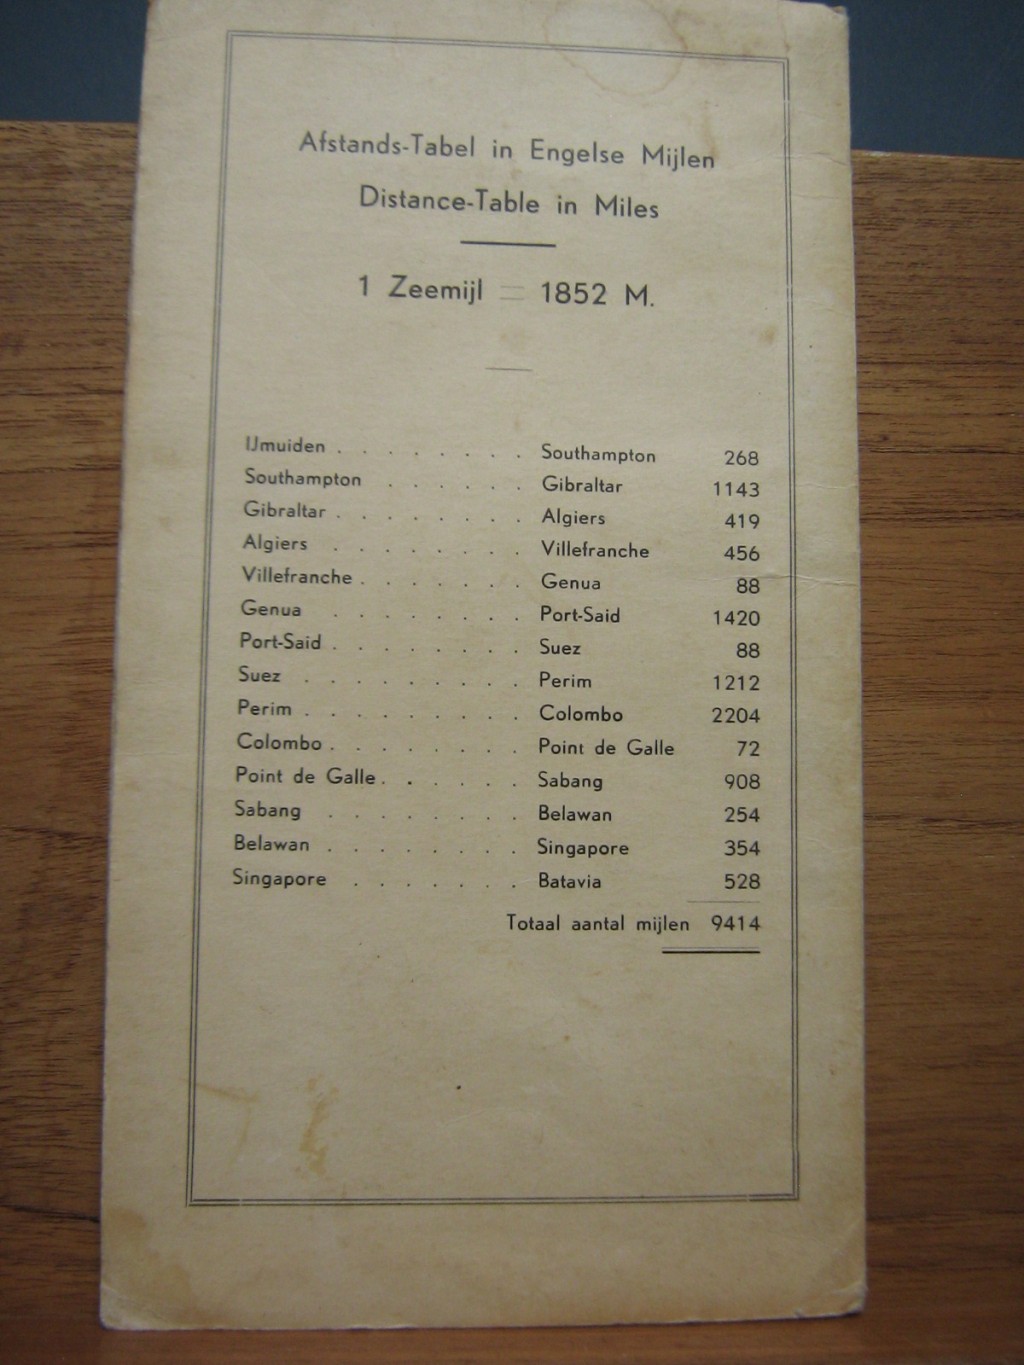 Afstands-Tabel in Engelse Mijlen
Distance-Table in Miles
1 Zeemijl = 1852 M.
IJmuiden . . . . . . . . Southampton 268
Southampton . . . . . . Gibraltar 1143
Gibraltar . . . . . . . . Algiers 419
Algiers . . . . . . . . Villefranche 456
Villefranche . . . . . . . Genua 88
Genua . . . . . . . . Port-Said 1420
Port-Said . . . . . . . . Suez 88
Suez . . . . . . . . . Perim 1212
Perim . . . . . . . . . Colombo 2204
Colombo . . . . . . . . Point de Galle 72
Point de Galle . . . . . . Sabang 908
Sabang . . . . . . . . Belawan 254
Belawan . . . . . . . . Singapore 354
Singapore . . . . . . . Batavia 528
Totaal aantal mijlen 9414